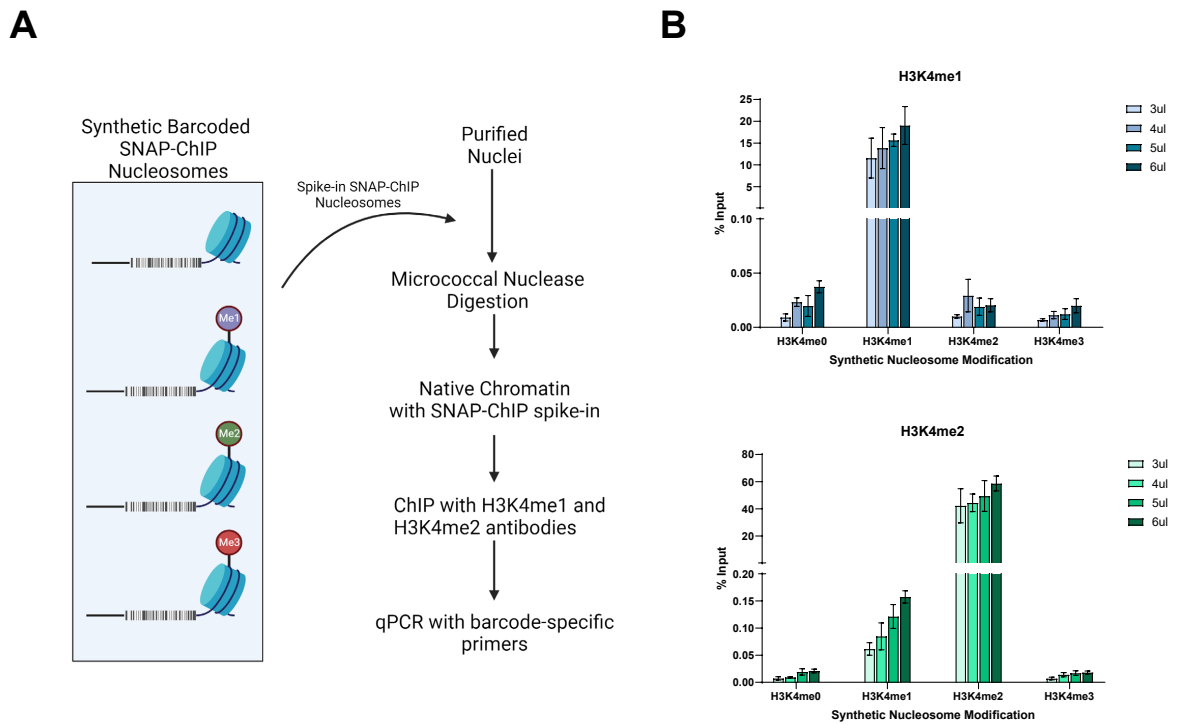 A
Synthetic Barcoded
SNAP-ChIP
Nucleosomes
Me1
Me2
Me3
Spike-in SNAP-ChIP
Nucleosomes
Purified
Nuclei
Micrococcal Nuclease
Digestion
Native Chromatin
with SNAP-ChIP spike-in
ChIP with H3K4me1 and
H3K4me2 antibodies
qPCR with barcode-specific
primers
B
H3K4me1
25
20
15
10
5
0.10
0.05
0.00
% Input
H3K4me0 H3K4me1 H3K4me2 H3K4me3
Synthetic Nucleosome Modification
3ul
4ul
5ul
6ul
H3K4me2
80
60
40
20
0.20
0.15
0.10
0.05
0.00
% Input
H3K4me0 H3K4me1 H3K4me2 H3K4me3
Synthetic Nucleosome Modification
3ul
4ul
5ul
6ul